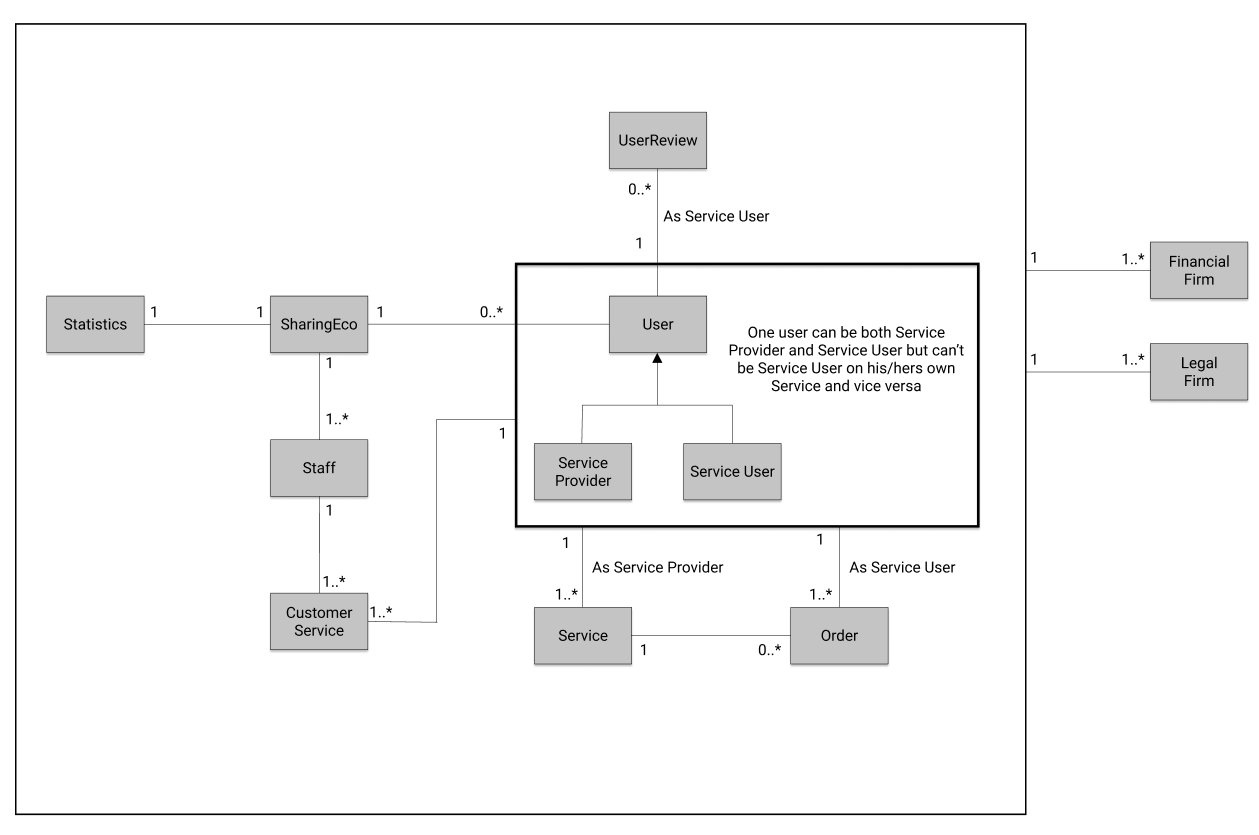 UserReview
0..*
As Service User
1
1
1..*
Financial
Firm
Statistics
1
1
SharingEco
1
0..*
User
One user can be both Service
Provider and Service User but can't
be Service User on his/hers own
Service and vice versa
1
1..*
Legal
Firm
1
1..*
Staff
1
1..*
Customer
Service
1..*
1
Service
Provider
Service User
1
As Service Provider
1..*
1
As Service User
1..*
Service
1
0..*
Order